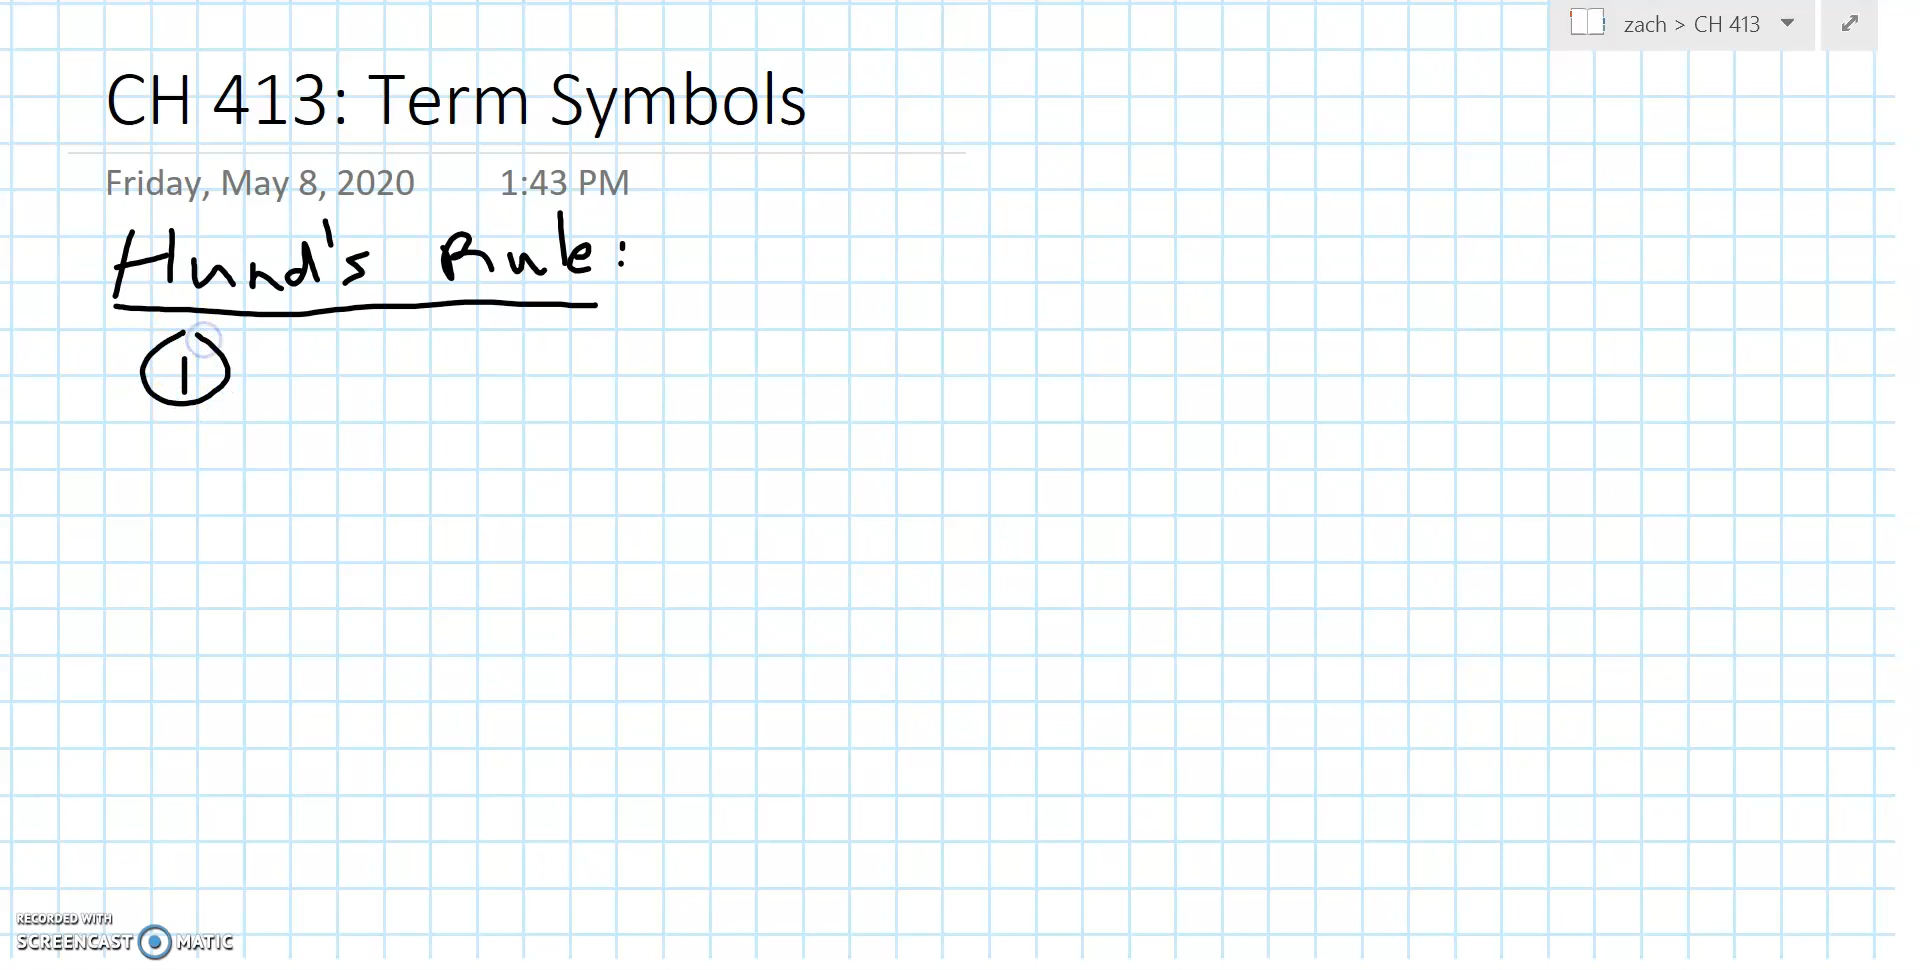 zach > CH 413
CH 413: Term Symbols
Friday, May 8, 2020 1:43 PM
Hund's Rule:
1
RECORDED WITH
SCREENCAST MATIC